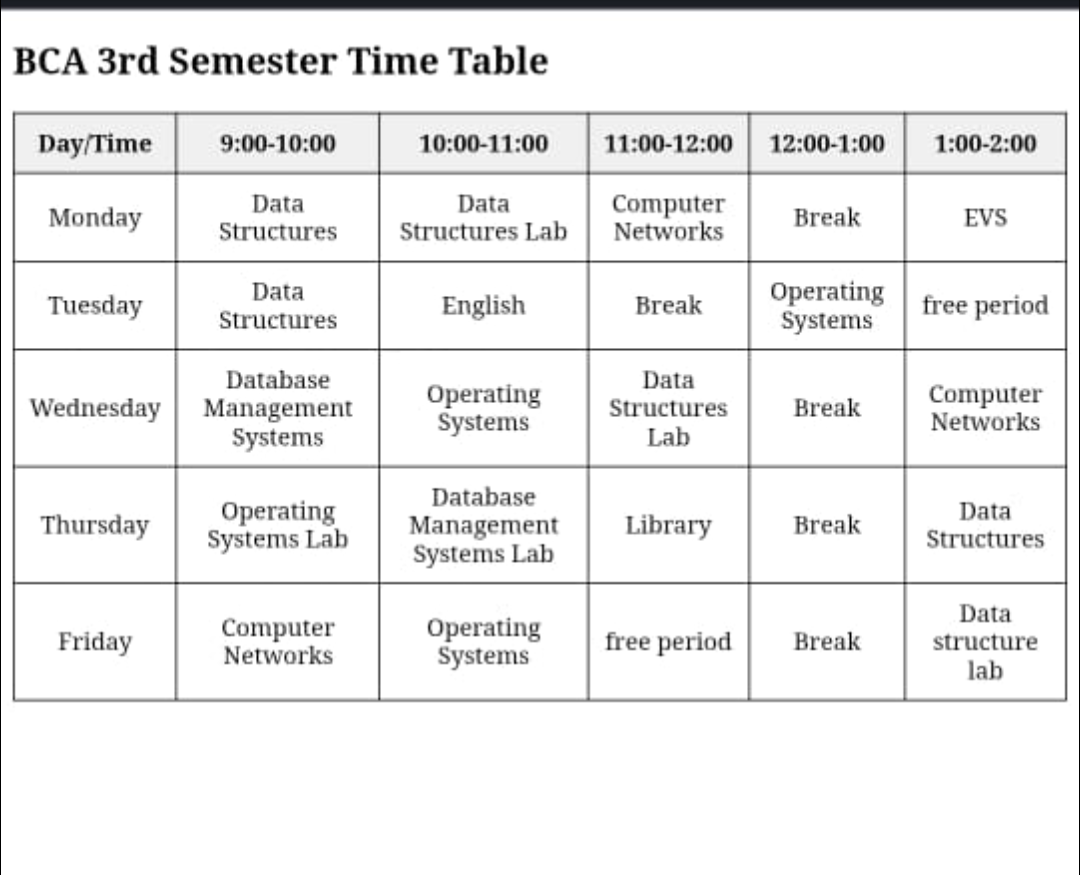 BCA 3rd Semester Time Table
Day/Time 9:00-10:00 10:00-11:00 11:00-12:00 12:00-1:00 1:00-2:00
Monday Data Structures Data Structures Lab Computer Networks Break EVS
Tuesday Data Structures English Break Operating Systems free period
Wednesday Database Management Systems Operating Systems Data Structures Lab Break Computer Networks
Thursday Operating Systems Lab Database Management Systems Lab Library Break Data Structures
Friday Computer Networks Operating Systems free period Break Data structure lab